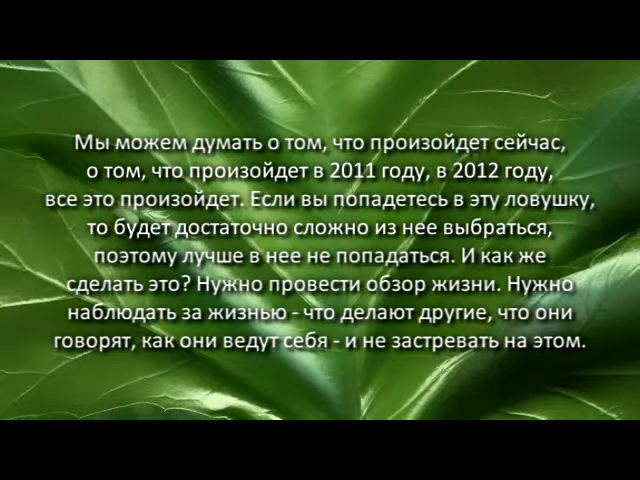 Мы можем думать о том, что произойдет сейчас,
о том, что произойдет в 2011 году, в 2012 году,
все это произойдет. Если вы попадетесь в эту ловушку,
то будет достаточно сложно из нее выбраться,
поэтому лучше в нее не попадаться. И как же
сделать это? Нужно провести обзор жизни. Нужно
наблюдать за жизнью - что делают другие, что они
говорят, как они ведут себя - и не застревать на этом.